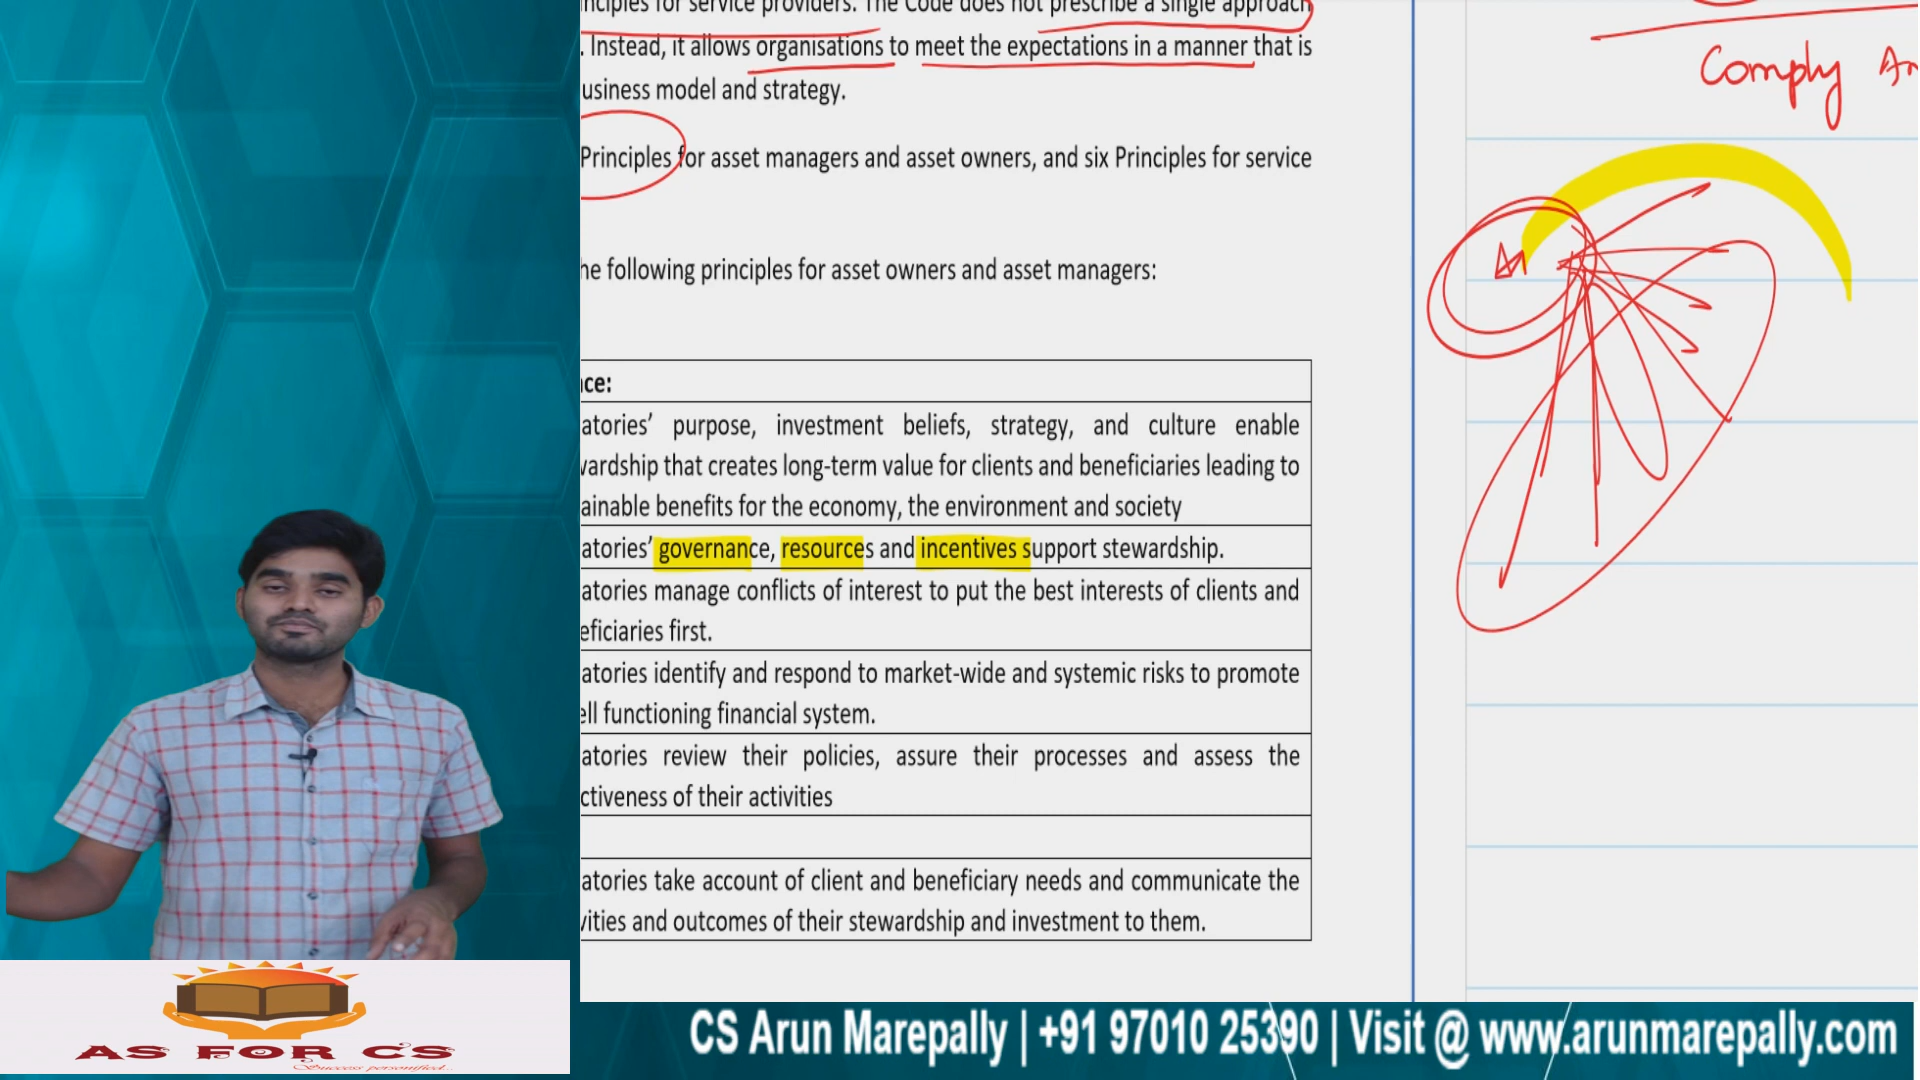 principles for service providers. The Code does not prescribe a single approach
. Instead, it allows organisations to meet the expectations in a manner that is
usiness model and strategy.
Principles for asset managers and asset owners, and six Principles for service
he following principles for asset owners and asset managers:
ce:
atories’ purpose, investment beliefs, strategy, and culture enable
wardship that creates long-term value for clients and beneficiaries leading to
ainable benefits for the economy, the environment and society
atories’ governance, resources and incentives support stewardship.
atories manage conflicts of interest to put the best interests of clients and
eficiaries first.
atories identify and respond to market-wide and systemic risks to promote
ell functioning financial system.
atories review their policies, assure their processes and assess the
ctiveness of their activities
atories take account of client and beneficiary needs and communicate the
vities and outcomes of their stewardship and investment to them.
Comply
AS FOR CS
Success personified...
CS Arun Marepally | +91 97010 25390 | Visit @ www.arunmarepally.com